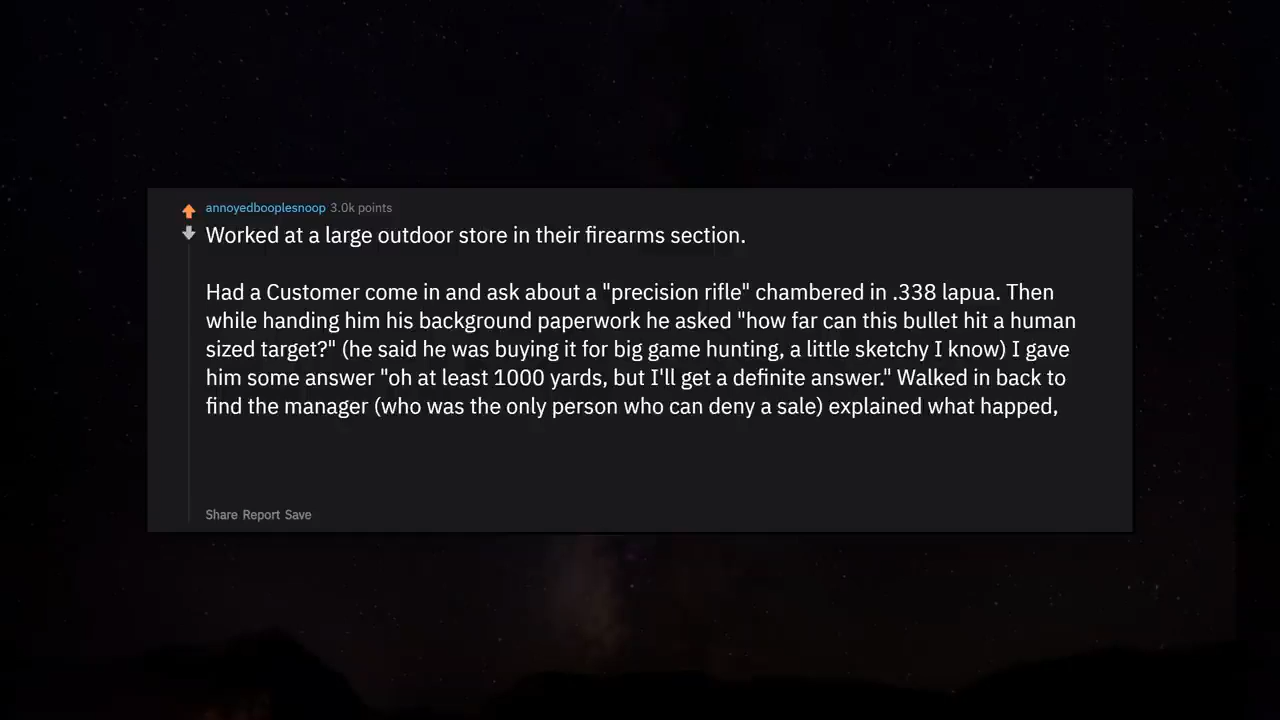 annoyedbooplesnoop 3.0k points
Worked at a large outdoor store in their firearms section.
Had a Customer come in and ask about a "precision rifle" chambered in .338 lapua. Then
while handing him his background paperwork he asked "how far can this bullet hit a human
sized target?" (he said he was buying it for big game hunting, a little sketchy I know) I gave
him some answer "oh at least 1000 yards, but I'll get a definite answer." Walked in back to
find the manager (who was the only person who can deny a sale) explained what happed,
Share Report Save